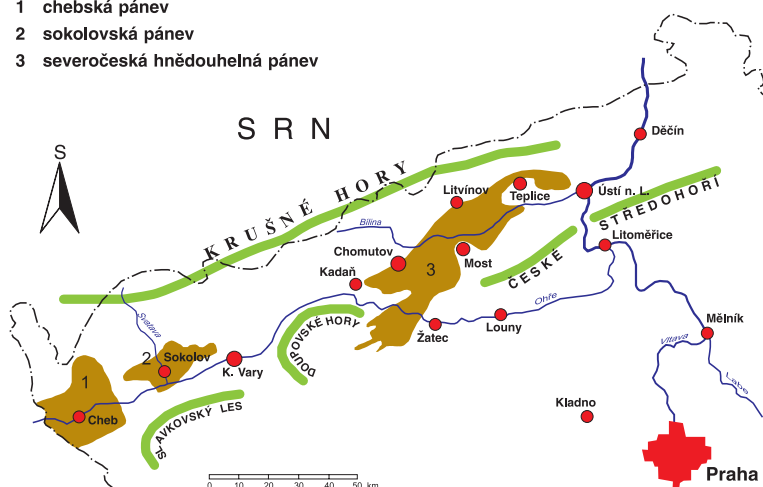 1 chebská pánev
2 sokolovská pánev
3 severočeská hnědouhelná pánev
S R N
S
Děčín
KRUŠNÉ HORY
Litvínov
Teplice
Ústí n. L.
STŘEDOHOŘÍ
Bílina
Litoměřice
Chomutov
Most
Kadaň
3
ČESKÉ
Ohře
Svatava
DOUPOVSKÉ HORY
Žatec
Louny
Mělník
Vltava
2
Sokolov
K. Vary
1
Labe
Cheb
SLAVKOVSKÝ LES
Kladno
Praha
0 10 20 30 40 50 km